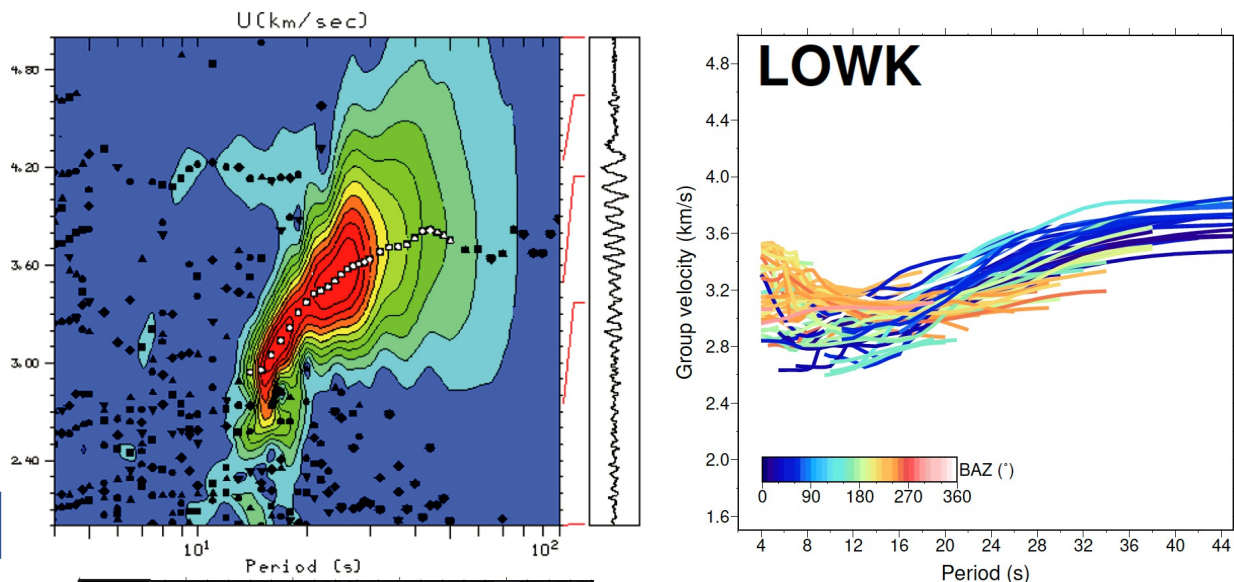 U(km/sec)
4.80
4.20
3.60
3.00
2.40
10¹
10²
Period (s)
LOWK
Group velocity (km/s)
4.8
4.4
4.0
3.6
3.2
2.8
2.4
2.0
1.6
BAZ (°)
0 90 180 270 360
4 8 12 16 20 24 28 32 36 40 44
Period (s)